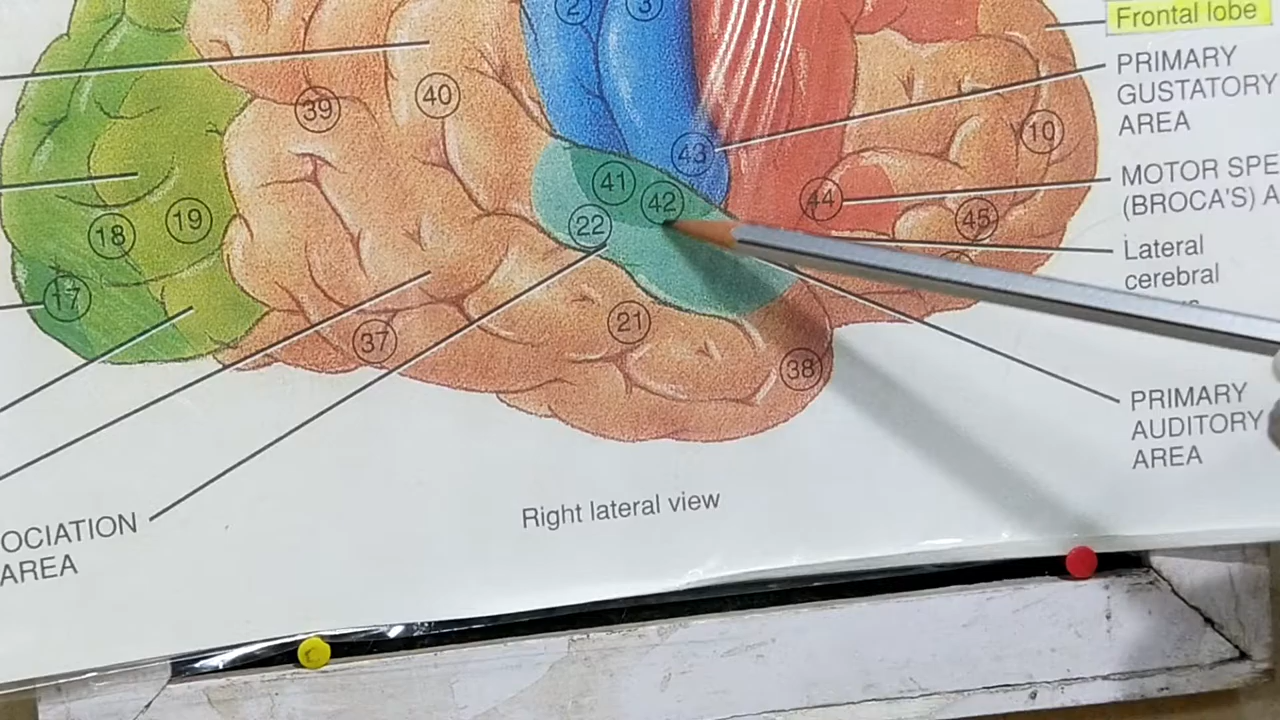 2
3
Frontal lobe
PRIMARY
GUSTATORY
AREA
39
40
43
10
41
42
44
MOTOR SPE
(BROCA'S) A
18
19
22
45
Lateral
cerebral
17
21
37
38
PRIMARY
AUDITORY
AREA
Right lateral view
OCIATION
AREA